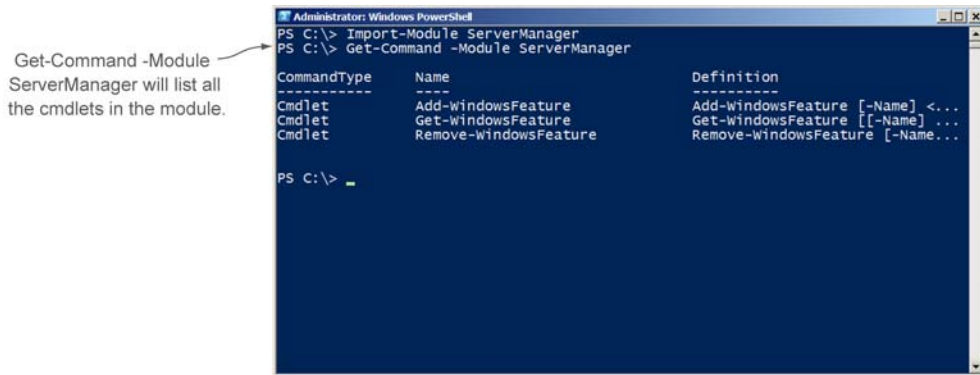 Get-Command -Module
ServerManager will list all
the cmdlets in the module.
Administrator: Windows PowerShell
PS C:\> Import-Module ServerManager
PS C:\> Get-Command -Module ServerManager
CommandType Name Definition
----------- ---- ----------
Cmdlet Add-WindowsFeature Add-WindowsFeature [-Name] <...
Cmdlet Get-WindowsFeature Get-WindowsFeature [[-Name] ...
Cmdlet Remove-WindowsFeature Remove-WindowsFeature [-Name...
PS C:\> _